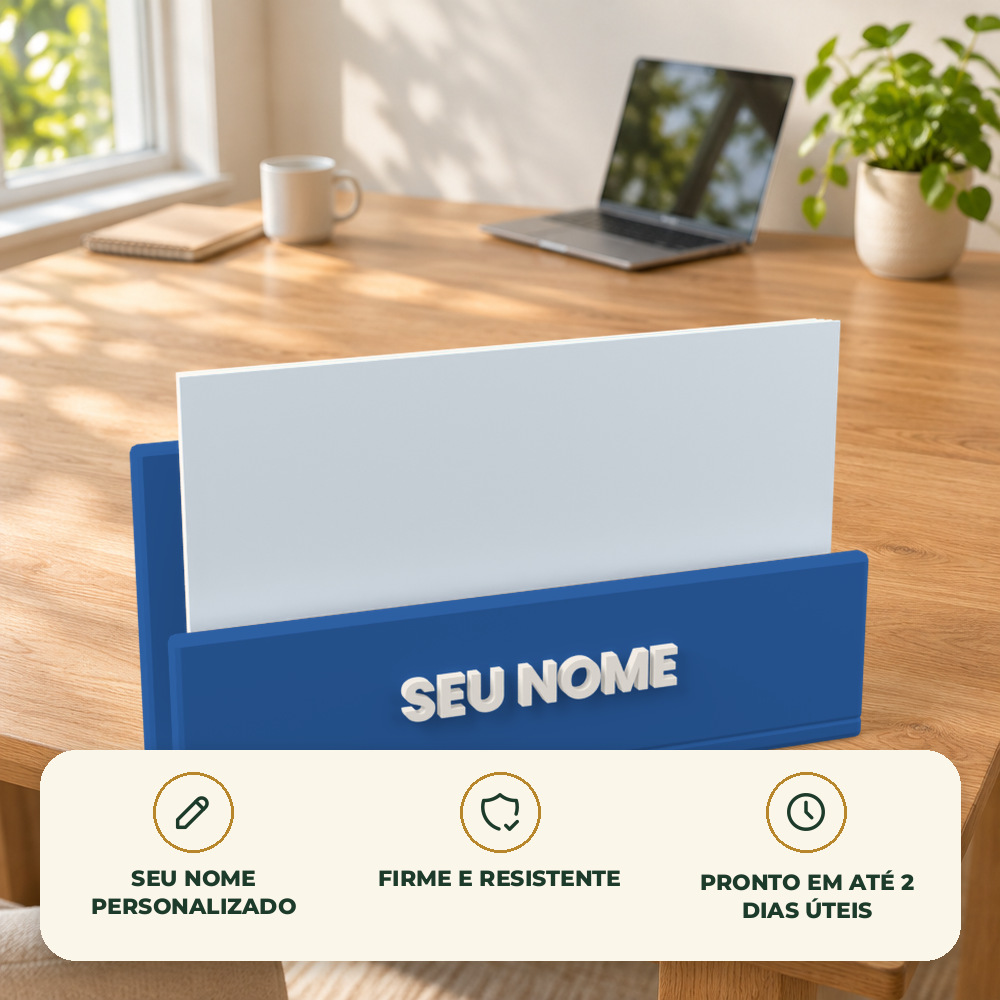 SEU NOME
SEU NOME
PERSONALIZADO
FIRME E RESISTENTE
PRONTO EM ATÉ 2
DIAS ÚTEIS